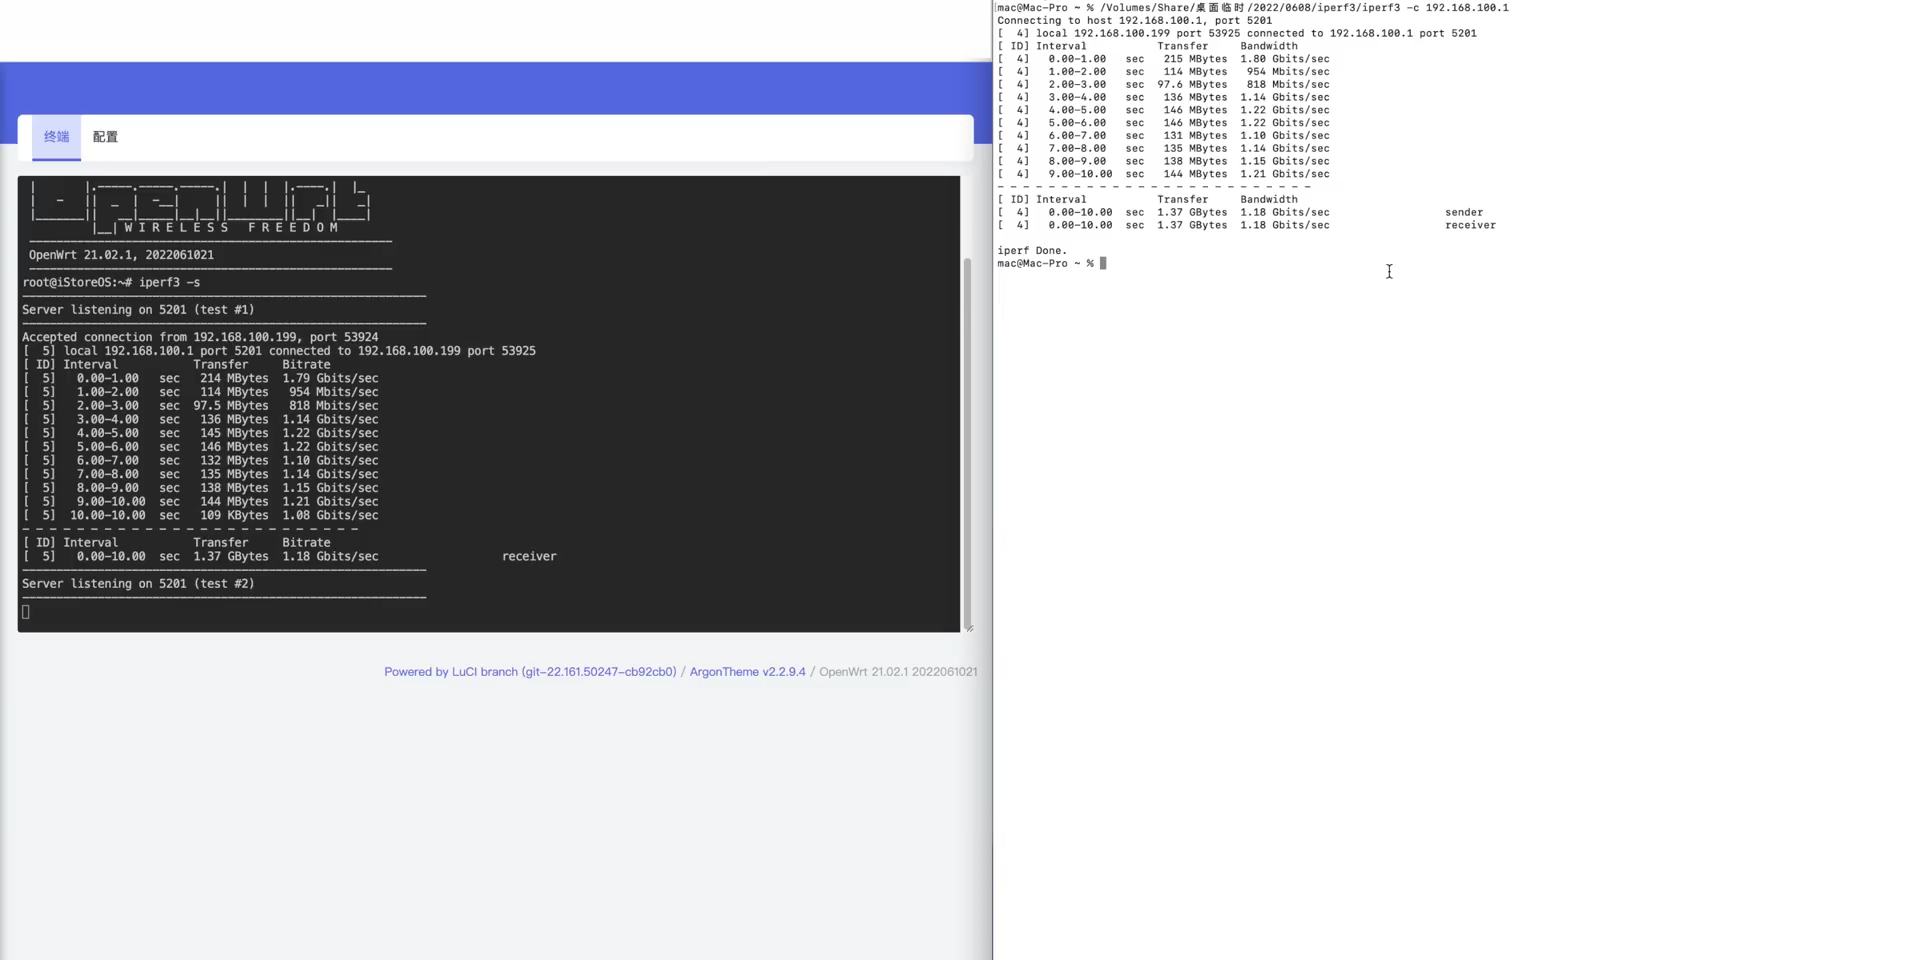 终端
配置
W I R E L E S S   F R E E D O M
OpenWrt 21.02.1, 2022061021
root@iStoreOS:~# iperf3 -s
Server listening on 5201 (test #1)
Accepted connection from 192.168.100.199, port 53924
[  5] local 192.168.100.1 port 5201 connected to 192.168.100.199 port 53925
[ ID] Interval           Transfer     Bitrate
[  5]   0.00-1.00   sec   214 MBytes  1.79 Gbits/sec
[  5]   1.00-2.00   sec   114 MBytes   954 Mbits/sec
[  5]   2.00-3.00   sec  97.5 MBytes   818 Mbits/sec
[  5]   3.00-4.00   sec   136 MBytes  1.14 Gbits/sec
[  5]   4.00-5.00   sec   145 MBytes  1.22 Gbits/sec
[  5]   5.00-6.00   sec   146 MBytes  1.22 Gbits/sec
[  5]   6.00-7.00   sec   132 MBytes  1.10 Gbits/sec
[  5]   7.00-8.00   sec   135 MBytes  1.14 Gbits/sec
[  5]   8.00-9.00   sec   138 MBytes  1.15 Gbits/sec
[  5]   9.00-10.00  sec   144 MBytes  1.21 Gbits/sec
[  5]  10.00-10.00  sec   109 KBytes  1.08 Gbits/sec
- - - - - - - - - - - - - - - - - - - - - - - - -
[ ID] Interval           Transfer     Bitrate
[  5]   0.00-10.00  sec  1.37 GBytes  1.18 Gbits/sec                  receiver
Server listening on 5201 (test #2)
Powered by LuCI branch (git-22.161.50247-cb92cb0) / ArgonTheme v2.2.9.4 / OpenWrt 21.02.1 2022061021
mac@Mac-Pro ~ % /Volumes/Share/桌面临时/2022/0608/iperf3/iperf3 -c 192.168.100.1
Connecting to host 192.168.100.1, port 5201
[  4] local 192.168.100.199 port 53925 connected to 192.168.100.1 port 5201
[ ID] Interval           Transfer     Bandwidth
[  4]   0.00-1.00   sec   215 MBytes  1.80 Gbits/sec
[  4]   1.00-2.00   sec   114 MBytes   954 Mbits/sec
[  4]   2.00-3.00   sec  97.6 MBytes   818 Mbits/sec
[  4]   3.00-4.00   sec   136 MBytes  1.14 Gbits/sec
[  4]   4.00-5.00   sec   146 MBytes  1.22 Gbits/sec
[  4]   5.00-6.00   sec   146 MBytes  1.22 Gbits/sec
[  4]   6.00-7.00   sec   131 MBytes  1.10 Gbits/sec
[  4]   7.00-8.00   sec   135 MBytes  1.14 Gbits/sec
[  4]   8.00-9.00   sec   138 MBytes  1.15 Gbits/sec
[  4]   9.00-10.00  sec   144 MBytes  1.21 Gbits/sec
- - - - - - - - - - - - - - - - - - - - - - - - -
[ ID] Interval           Transfer     Bandwidth
[  4]   0.00-10.00  sec  1.37 GBytes  1.18 Gbits/sec                  sender
[  4]   0.00-10.00  sec  1.37 GBytes  1.18 Gbits/sec                  receiver
iperf Done.
mac@Mac-Pro ~ %